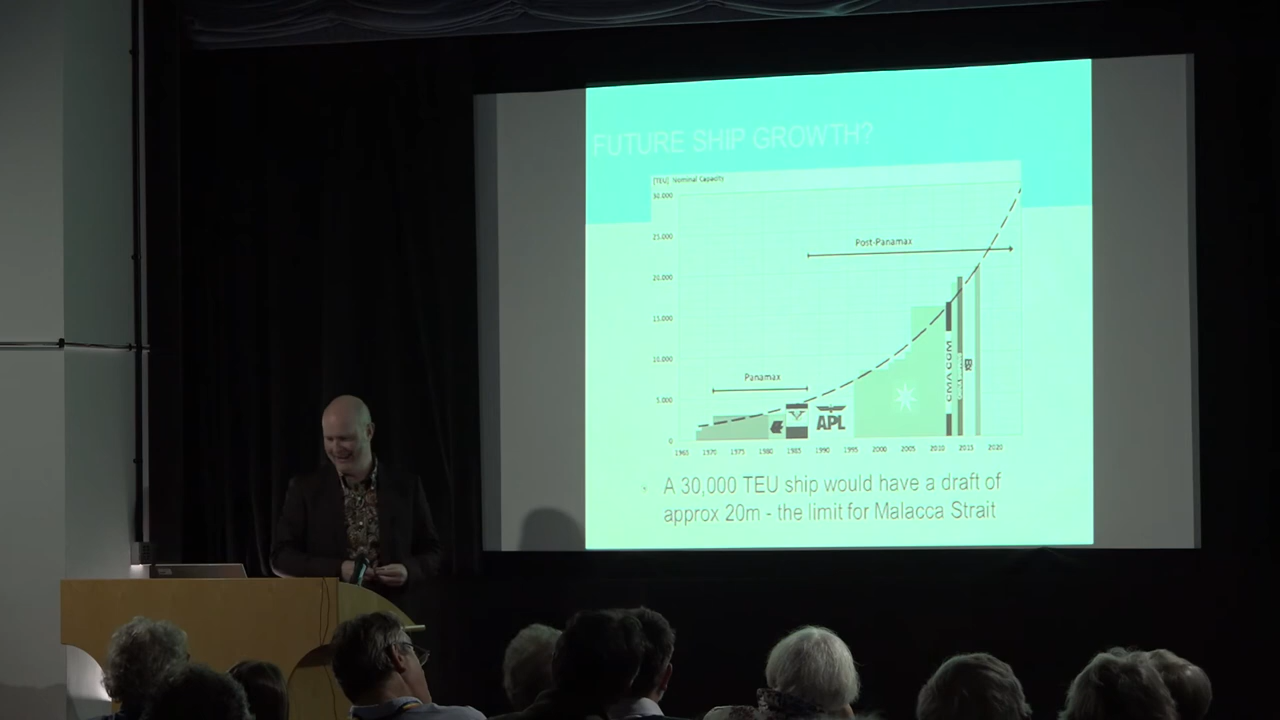 FUTURE SHIP GROWTH?
[TEU] Nominal Capacity
30.000
25.000
Post-Panamax
20.000
15.000
10.000
CMA CGM
Panamax
5.000
APL
0
1965 1970 1975 1980 1985 1990 1995 2000 2005 2010 2015 2020
A 30,000 TEU ship would have a draft of
approx 20m - the limit for Malacca Strait